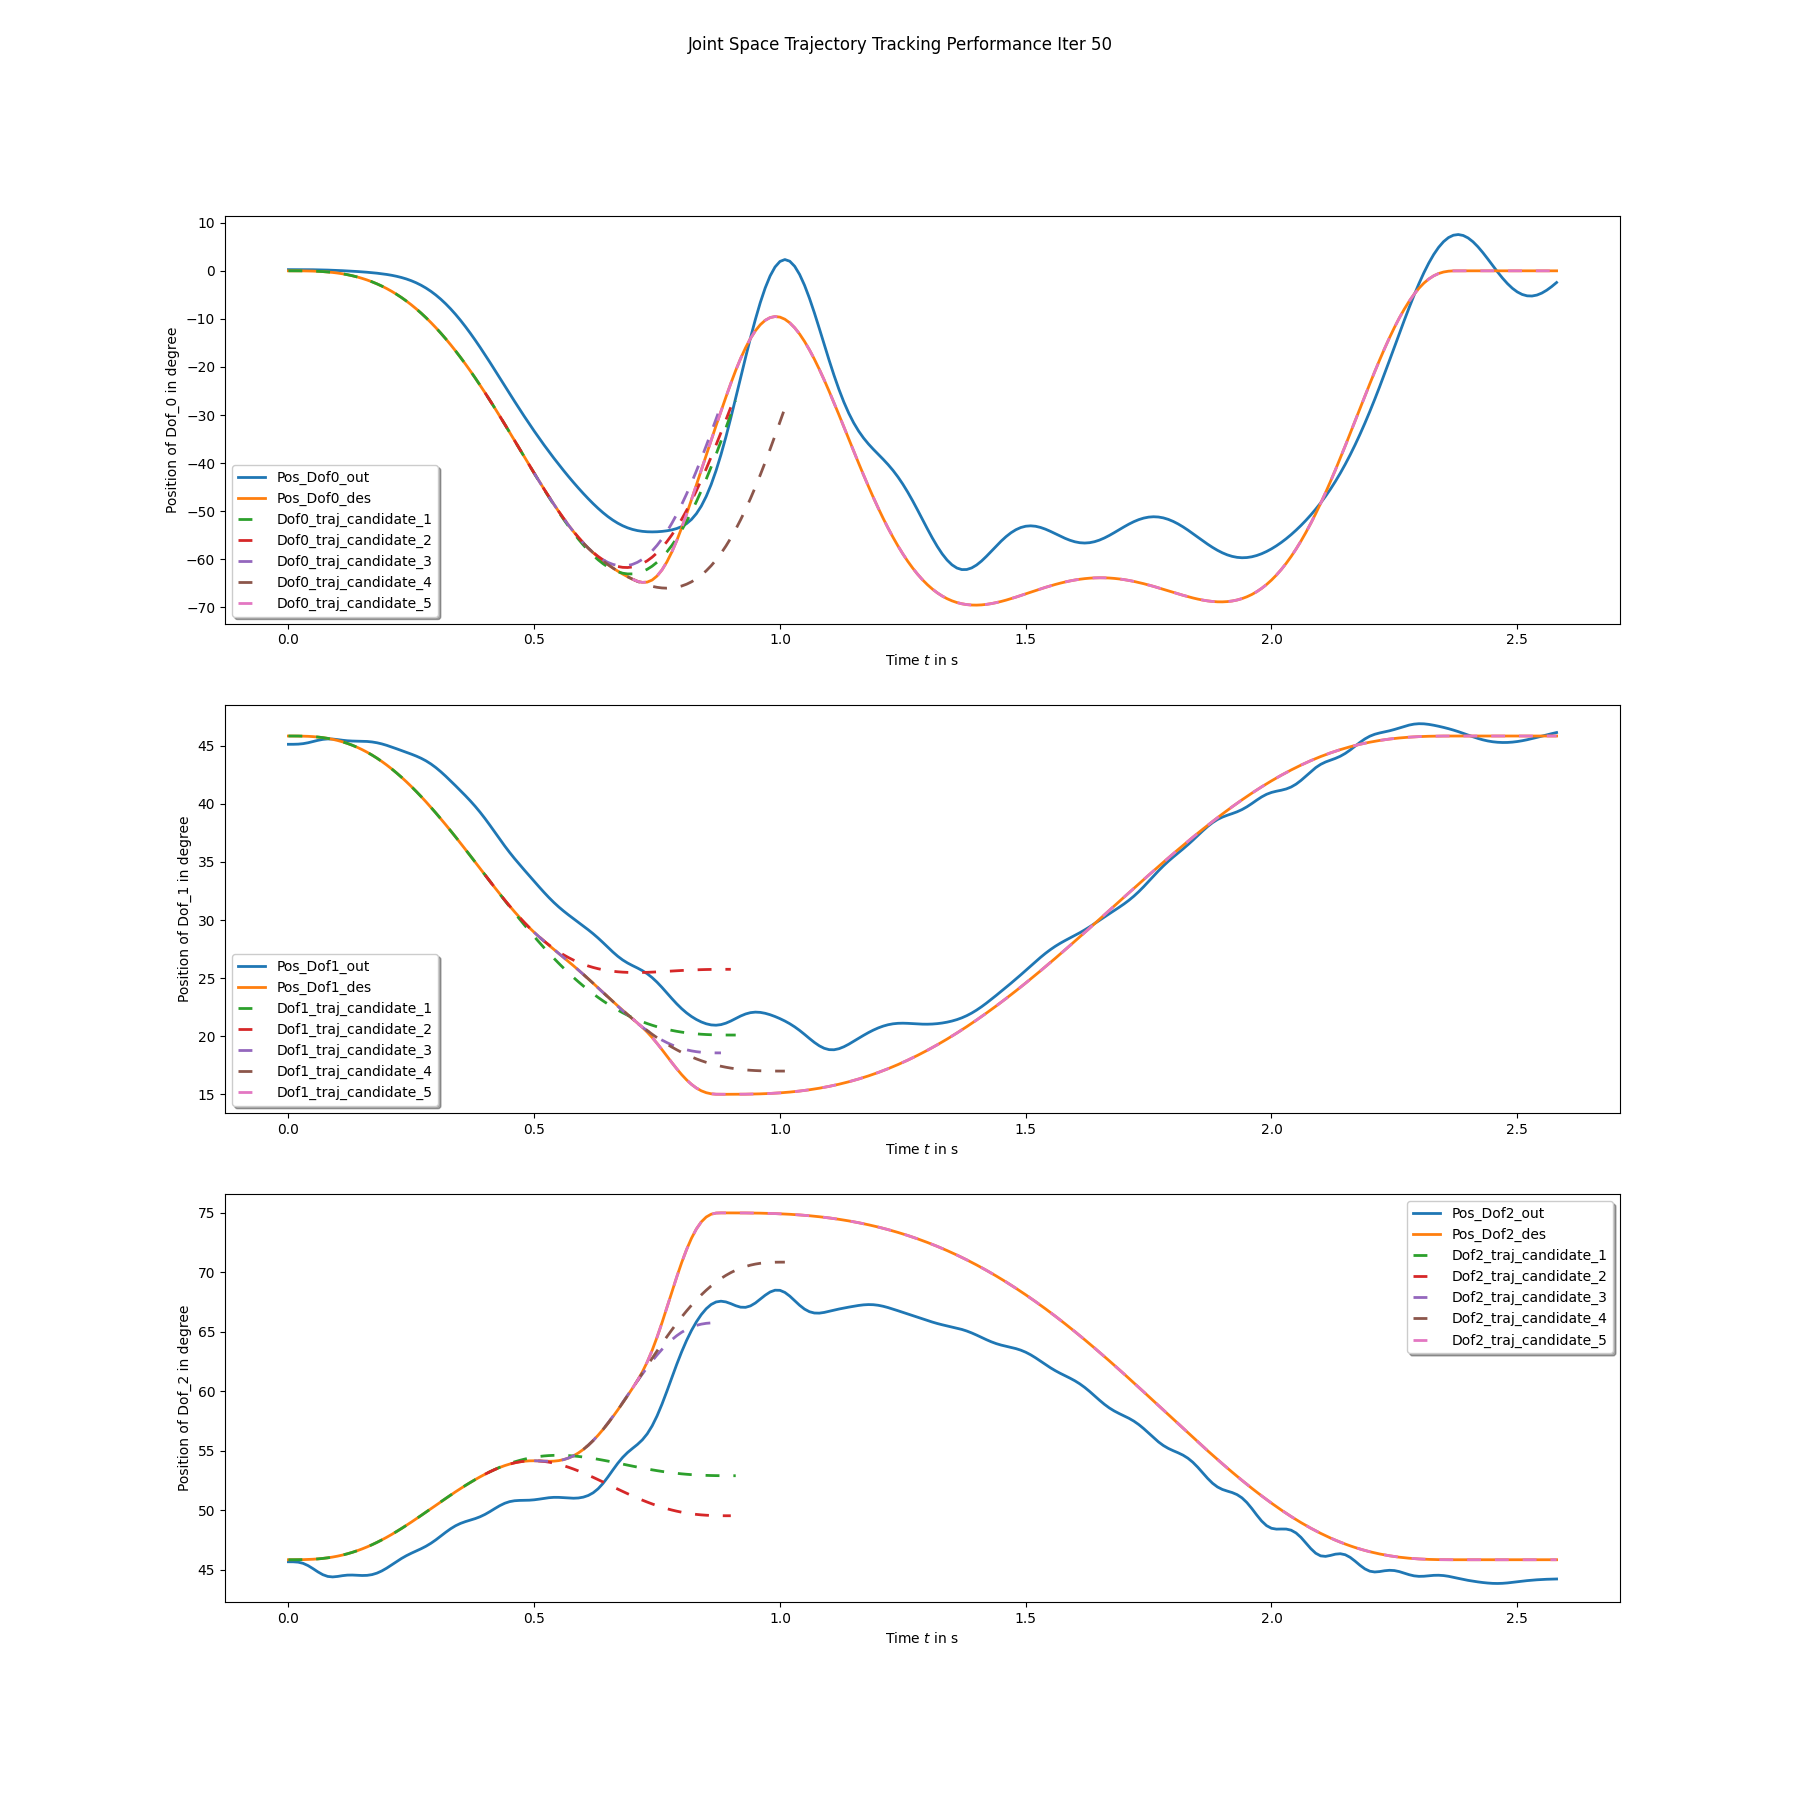 Joint Space Trajectory Tracking Performance Iter 50
10
0
−10
−20
−30
−40
−50
−60
−70
Position of Dof_0 in degree
Pos_Dof0_out
Pos_Dof0_des
Dof0_traj_candidate_1
Dof0_traj_candidate_2
Dof0_traj_candidate_3
Dof0_traj_candidate_4
Dof0_traj_candidate_5
0.0 0.5 1.0 1.5 2.0 2.5
Time t in s
45
40
35
30
25
20
15
Position of Dof_1 in degree
Pos_Dof1_out
Pos_Dof1_des
Dof1_traj_candidate_1
Dof1_traj_candidate_2
Dof1_traj_candidate_3
Dof1_traj_candidate_4
Dof1_traj_candidate_5
0.0 0.5 1.0 1.5 2.0 2.5
Time t in s
75
70
65
60
55
50
45
Position of Dof_2 in degree
Pos_Dof2_out
Pos_Dof2_des
Dof2_traj_candidate_1
Dof2_traj_candidate_2
Dof2_traj_candidate_3
Dof2_traj_candidate_4
Dof2_traj_candidate_5
0.0 0.5 1.0 1.5 2.0 2.5
Time t in s